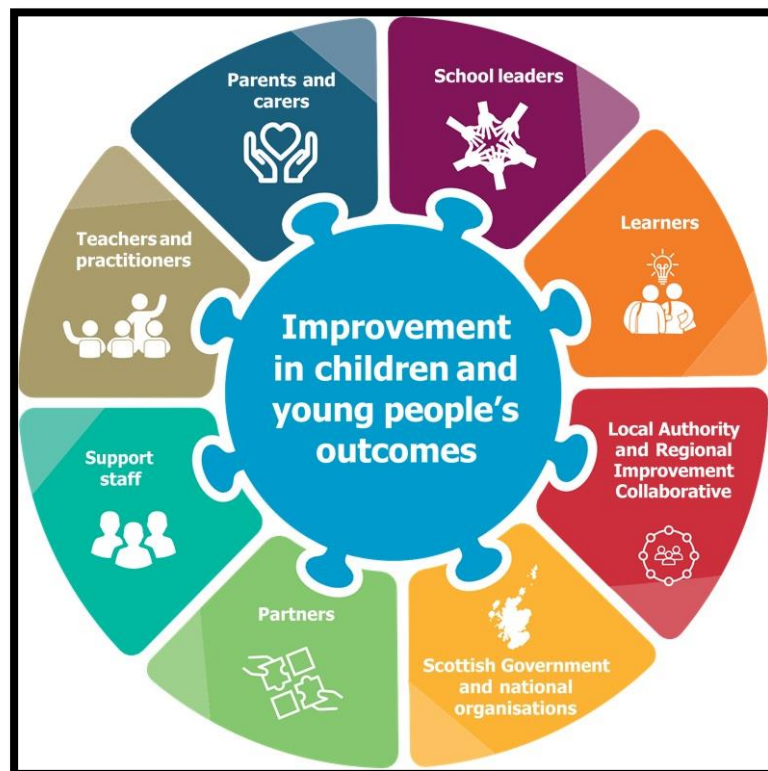 Parents and
carers
School leaders
Learners
Local Authority
and Regional
Improvement
Collaborative
Scottish Government
and national
organisations
Partners
Support
staff
Teachers and
practitioners
Improvement
in children and
young people’s
outcomes